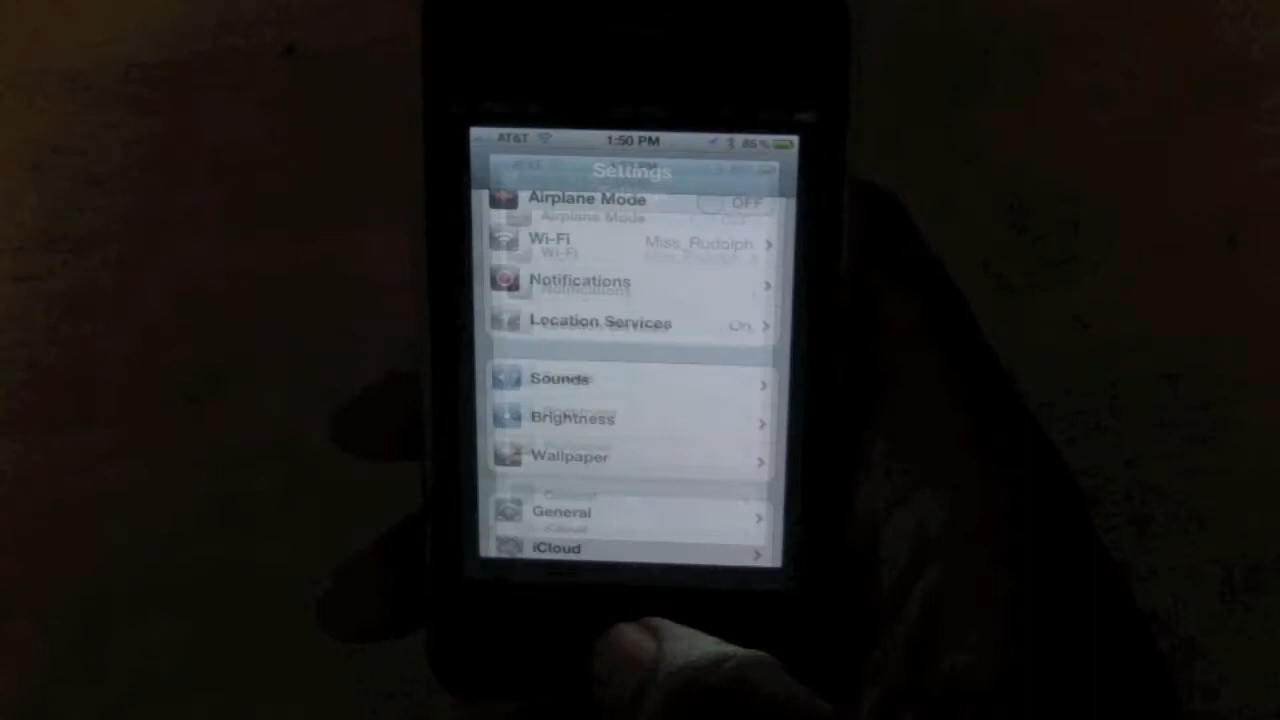 AT&T 1:50 PM 85%
Settings
Airplane Mode OFF
Wi-Fi Miss_Rudolph
Notifications
Location Services On
Sounds
Brightness
Wallpaper
General
iCloud